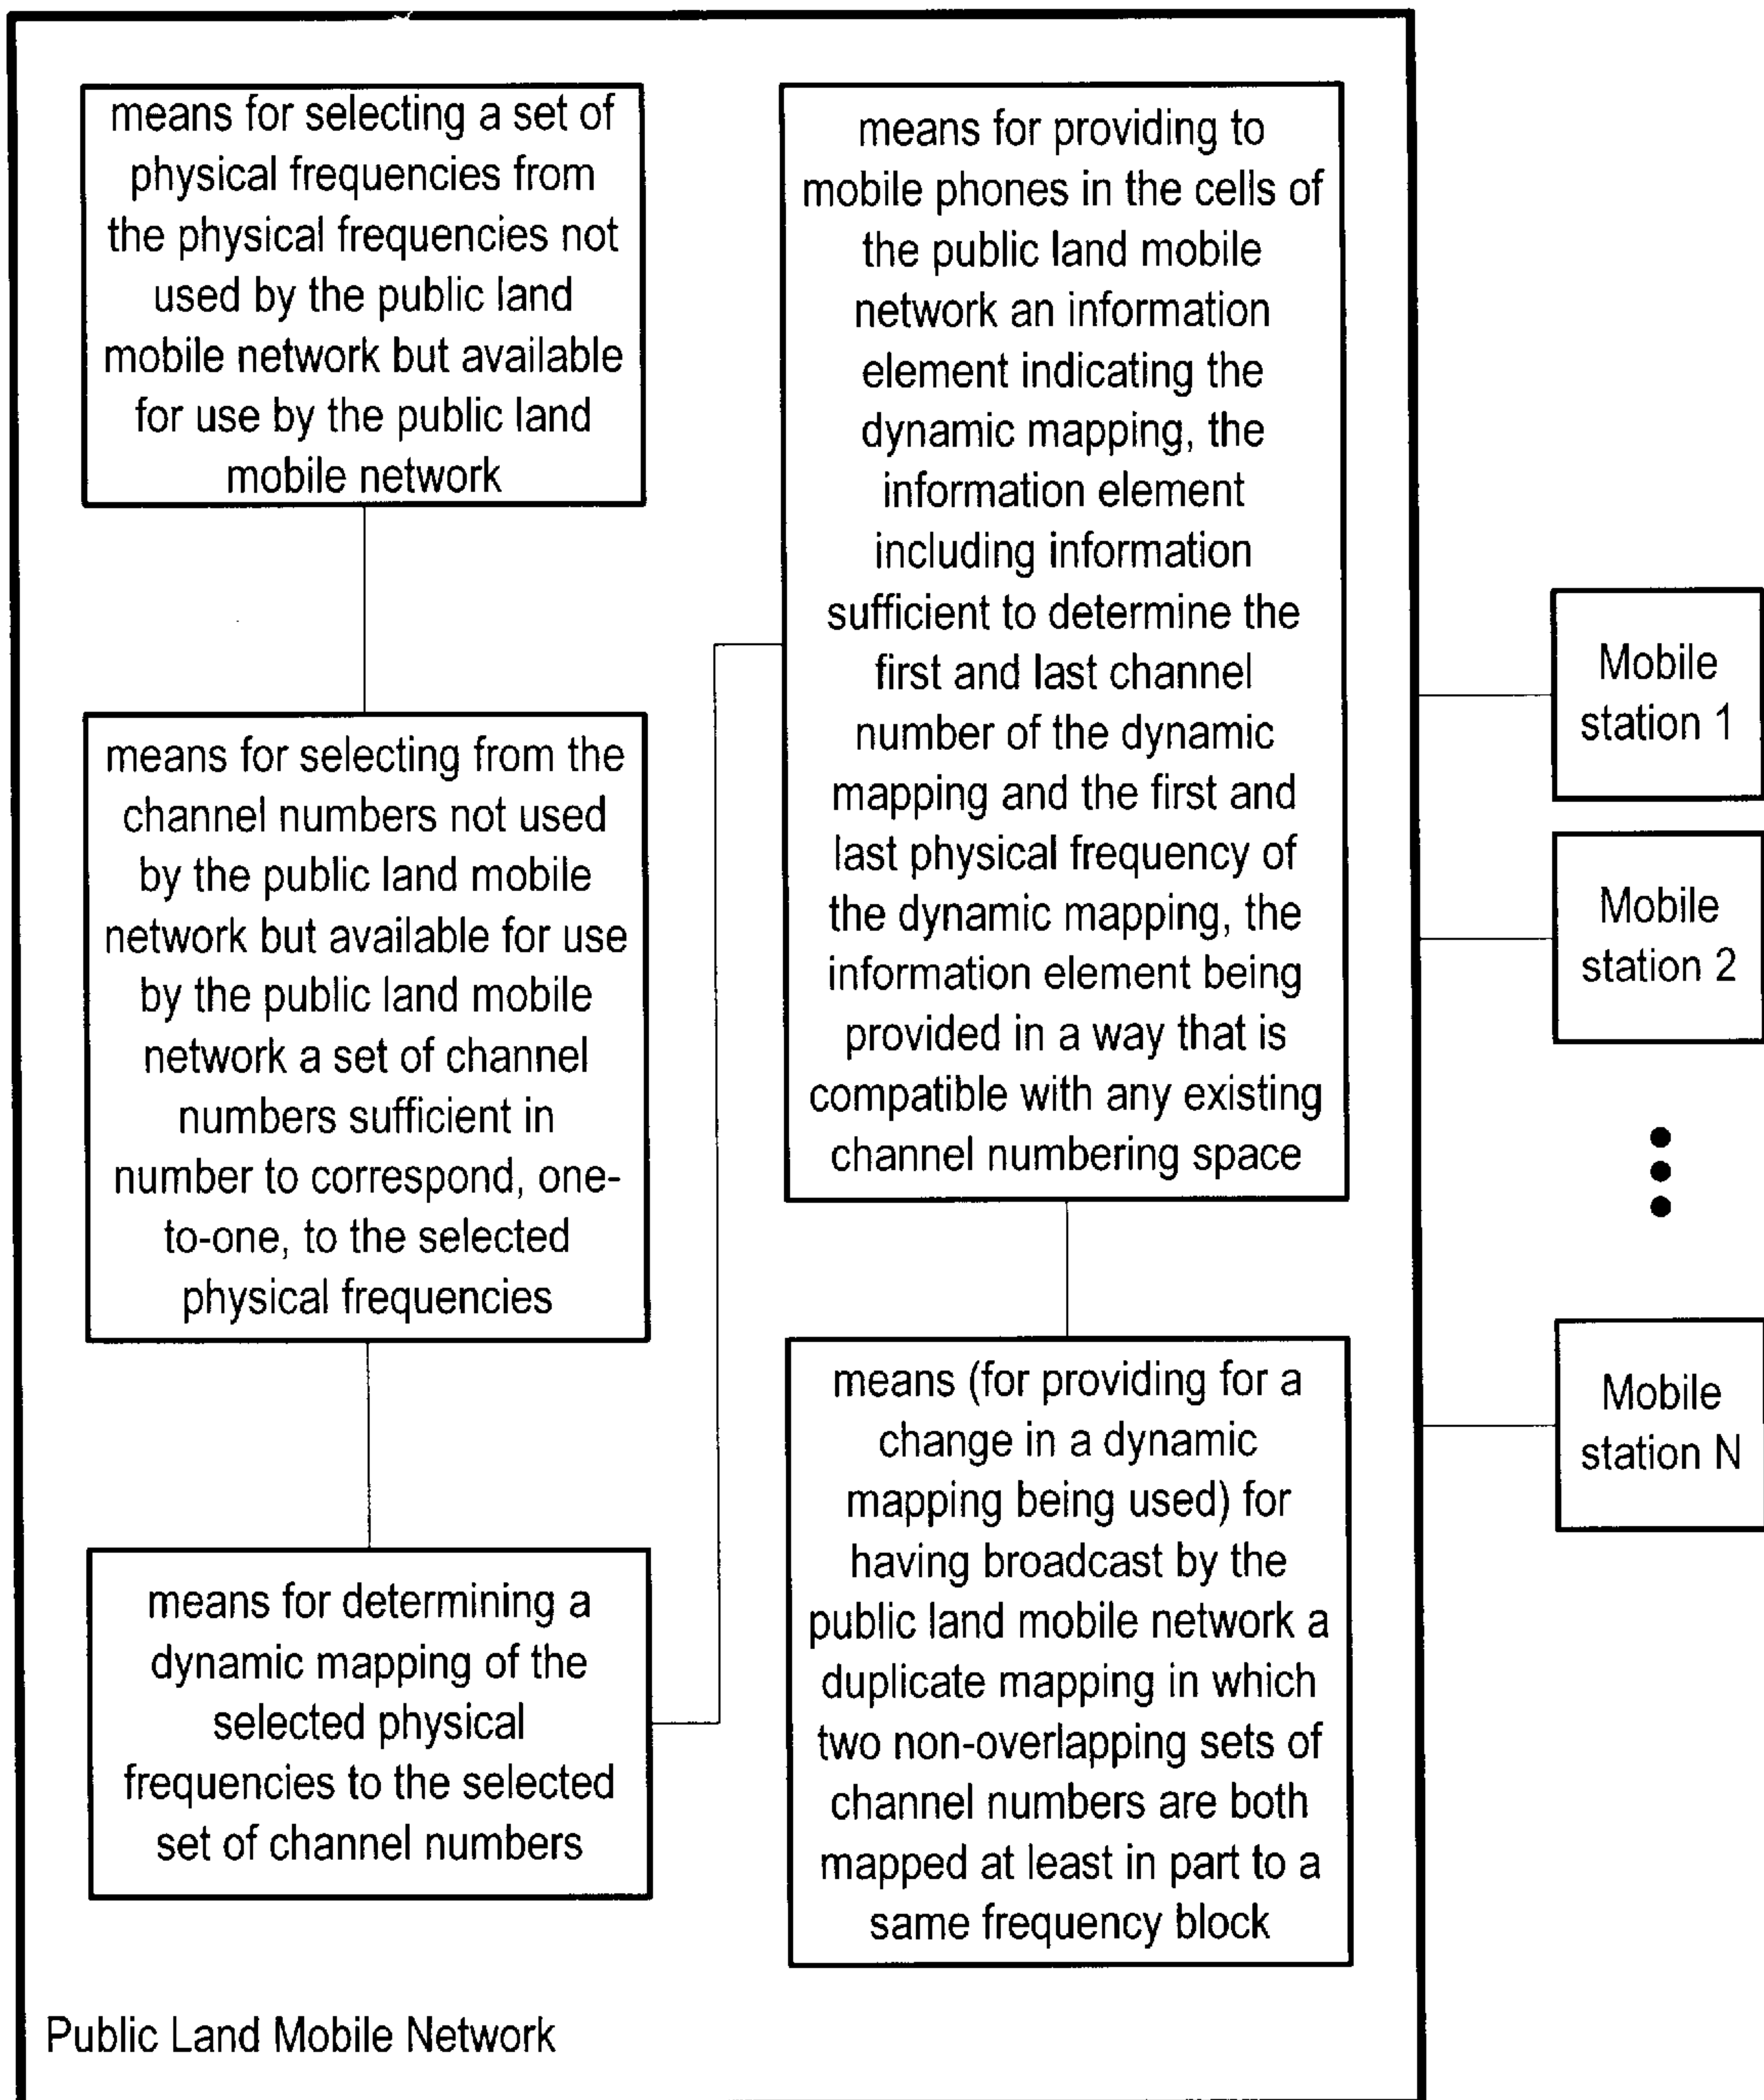 means for selecting a set of
physical frequencies from
the physical frequencies not
used by the public land
mobile network but available
for use by the public land
mobile network
means for selecting from the
channel numbers not used
by the public land mobile
network but available for use
by the public land mobile
network a set of channel
numbers sufficient in
number to correspond, one-
to-one, to the selected
physical frequencies
means for determining a
dynamic mapping of the
selected physical
frequencies to the selected
set of channel numbers
means for providing to
mobile phones in the cells of
the public land mobile
network an information
element indicating the
dynamic mapping, the
information element
including information
sufficient to determine the
first and last channel
number of the dynamic
mapping and the first and
last physical frequency of
the dynamic mapping, the
information element being
provided in a way that is
compatible with any existing
channel numbering space
means (for providing for a
change in a dynamic
mapping being used) for
having broadcast by the
public land mobile network a
duplicate mapping in which
two non-overlapping sets of
channel numbers are both
mapped at least in part to a
same frequency block
Mobile
station 1
Mobile
station 2
Mobile
station N
Public Land Mobile Network